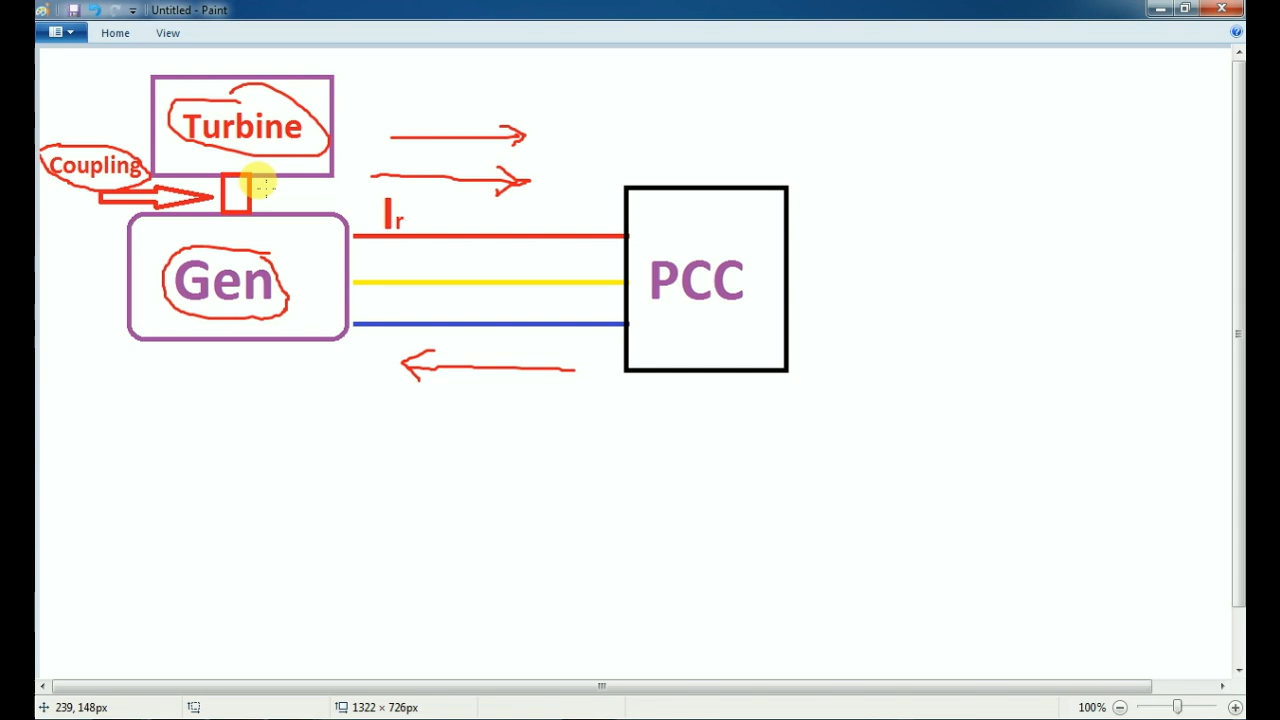 Untitled - Paint
Home View
Turbine
Coupling
Ir
Gen
PCC
239, 148px
1322 × 726px
100%